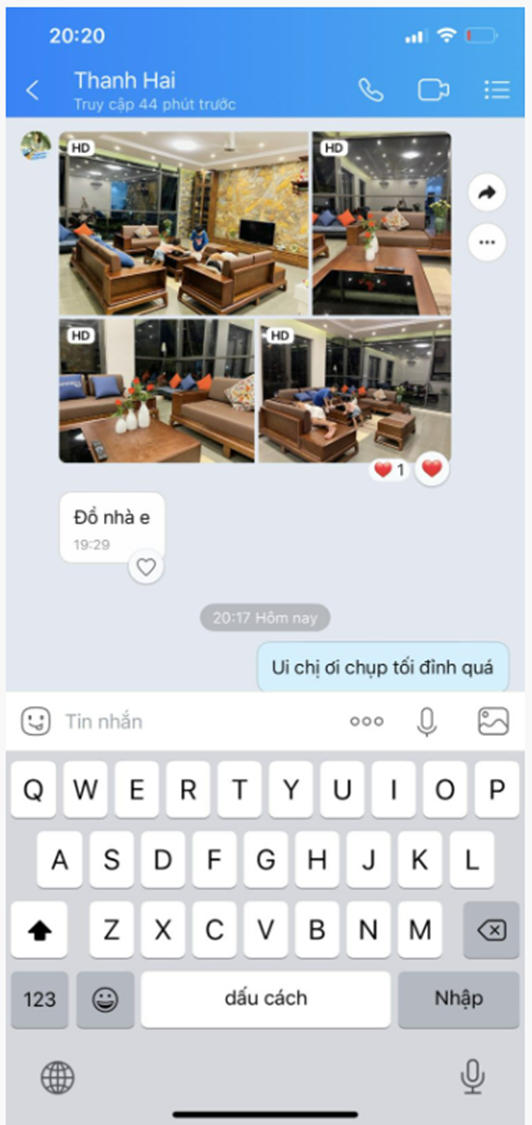 20:20
Thanh Hai
Truy cập 44 phút trước
HD
HD
HD
HD
1
Đồ nhà e
19:29
20:17 Hôm nay
Ui chị ơi chụp tối đỉnh quá
Tin nhắn
Q W E R T Y U I O P
A S D F G H J K L
Z X C V B N M
123 dấu cách Nhập